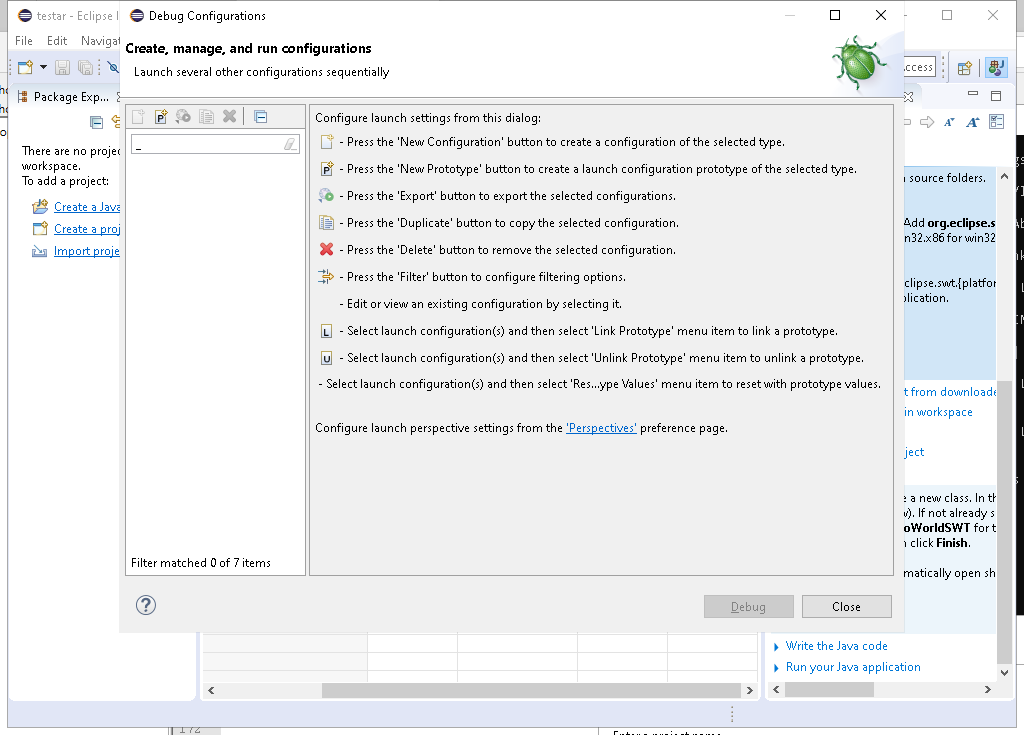 testar - Eclipse
Debug Configurations
File Edit
Create, manage, and run configurations
Launch several other configurations sequentially
Package Exp...
There are no
workspace.
To add a project:
Create a Java
Create a
Import
_
Filter matched 0 of 7 items
Configure launch settings from this dialog:
- Press the 'New Configuration' button to create a configuration of the selected type.
P - Press the 'New Prototype' button to create a launch configuration prototype of the selected type.
- Press the 'Export' button to export the selected configurations.
- Press the 'Duplicate' button to copy the selected configuration.
- Press the 'Delete' button to remove the selected configuration.
- Press the 'Filter' button to configure filtering options.
- Edit or view an existing configuration by selecting it.
L - Select launch configuration(s) and then select 'Link Prototype' menu item to link a prototype.
U - Select launch configuration(s) and then select 'Unlink Prototype' menu item to unlink a prototype.
- Select launch configuration(s) and then select 'Res...ype Values' menu item to reset with prototype values.
Configure launch perspective settings from the 'Perspectives' preference page.
? Debug Close
source folders.
Add org.eclipse.s
n32.x86 for win32
clipse.swt.{platfor
t from downloade
in workspace
e a new class. In th
w). If not already s
oWorldSWT for t
click Finish.
matically open sh
Write the Java code
Run your Java application
172
Enter a project name